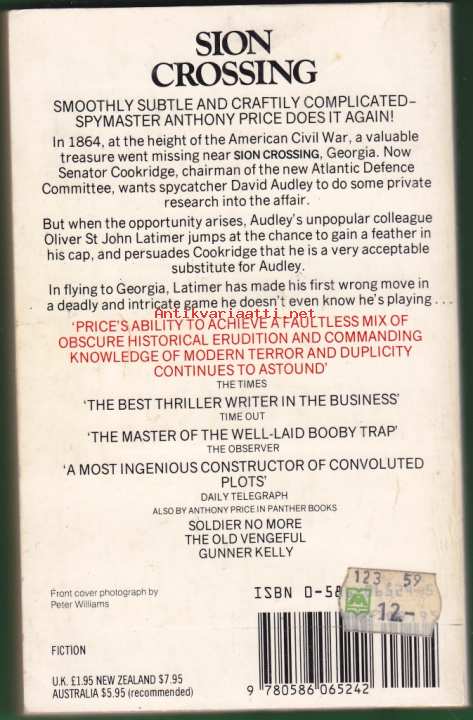 SION
CROSSING
SMOOTHLY SUBTLE AND CRAFTILY COMPLICATED–
SPYMASTER ANTHONY PRICE DOES IT AGAIN!
In 1864, at the height of the American Civil War, a valuable
treasure went missing near SION CROSSING, Georgia. Now
Senator Cookridge, chairman of the new Atlantic Defence
Committee, wants spycatcher David Audley to do some private
research into the affair.
But when the opportunity arises, Audley's unpopular colleague
Oliver St John Latimer jumps at the chance to gain a feather in
his cap, and persuades Cookridge that he is a very acceptable
substitute for Audley.
In flying to Georgia, Latimer has made his first wrong move in
a deadly and intricate game he doesn't even know he's playing . . .
Antikvariaatti.net
'PRICE'S ABILITY TO ACHIEVE A FAULTLESS MIX OF
OBSCURE HISTORICAL ERUDITION AND COMMANDING
KNOWLEDGE OF MODERN TERROR AND DUPLICITY
CONTINUES TO ASTOUND'
THE TIMES
'THE BEST THRILLER WRITER IN THE BUSINESS'
TIME OUT
'THE MASTER OF THE WELL-LAID BOOBY TRAP'
THE OBSERVER
'A MOST INGENIOUS CONSTRUCTOR OF CONVOLUTED
PLOTS'
DAILY TELEGRAPH
ALSO BY ANTHONY PRICE IN PANTHER BOOKS
SOLDIER NO MORE
THE OLD VENGEFUL
GUNNER KELLY
Front cover photograph by
Peter Williams
ISBN 0-58
123 59
12-
FICTION
U.K. £1.95 NEW ZEALAND $7.95
AUSTRALIA $5.95 (recommended)
9 780586 065242